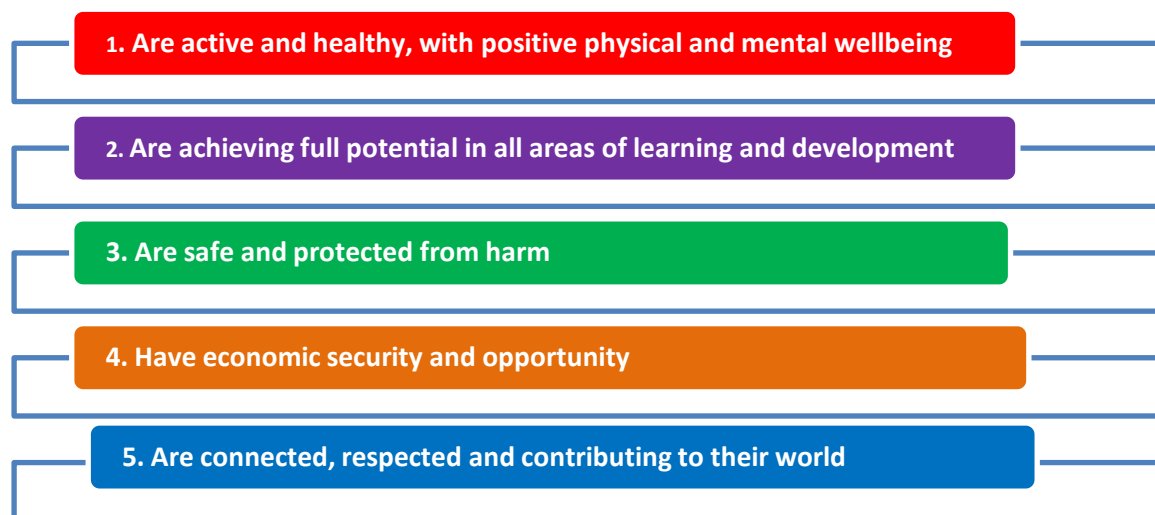 1. Are active and healthy, with positive physical and mental wellbeing
2. Are achieving full potential in all areas of learning and development
3. Are safe and protected from harm
4. Have economic security and opportunity
5. Are connected, respected and contributing to their world